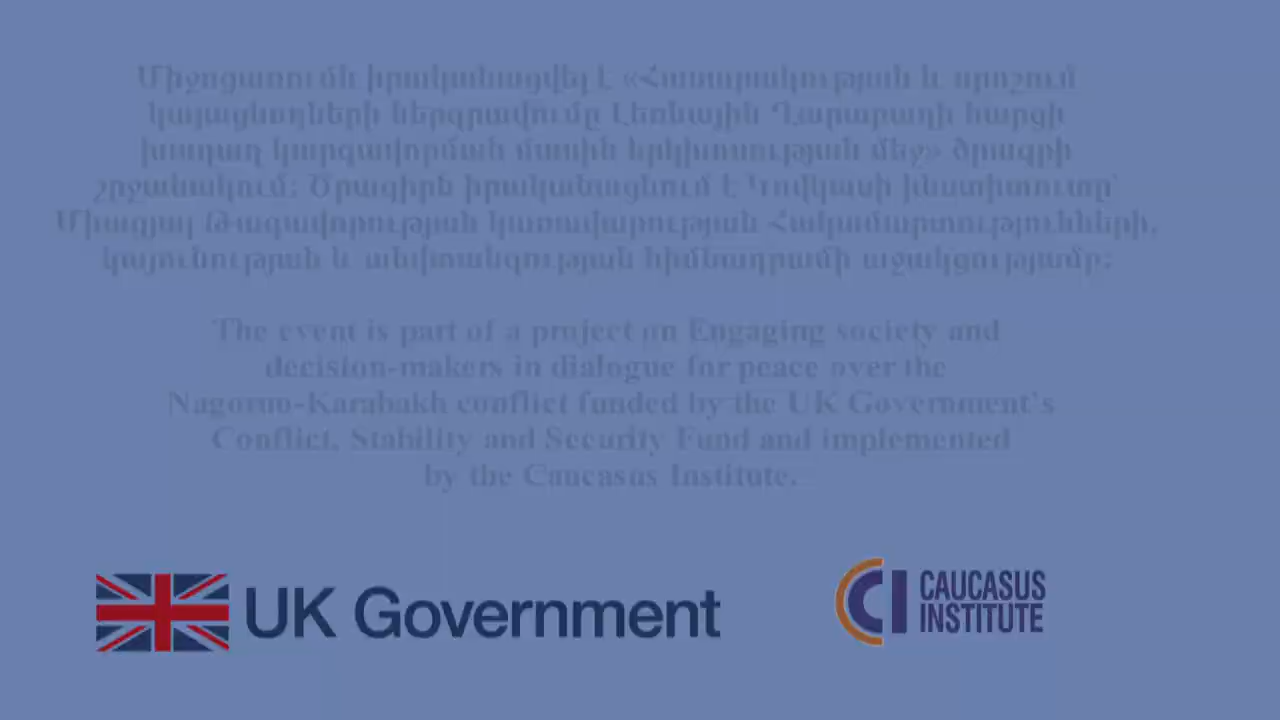 Միջոցառումն իրականացվել է «Հասարակության և որոշում
կայացնողների ներգրավումը Լեռնային Ղարաբաղի հարցի
խաղաղ կարգավորման մասին երկխոսության մեջ» ծրագրի
շրջանակում: Ծրագիրն իրականացնում է Կովկասի ինստիտուտը՝
Միացյալ Թագավորության կառավարության Հակամարտությունների,
կայունության և անվտանգության հիմնադրամի աջակցությամբ:
The event is part of a project on Engaging society and
decision-makers in dialogue for peace over the
Nagorno-Karabakh conflict funded by the UK Government's
Conflict, Stability and Security Fund and implemented
by the Caucasus Institute.
UK Government
CI CAUCASUS
INSTITUTE